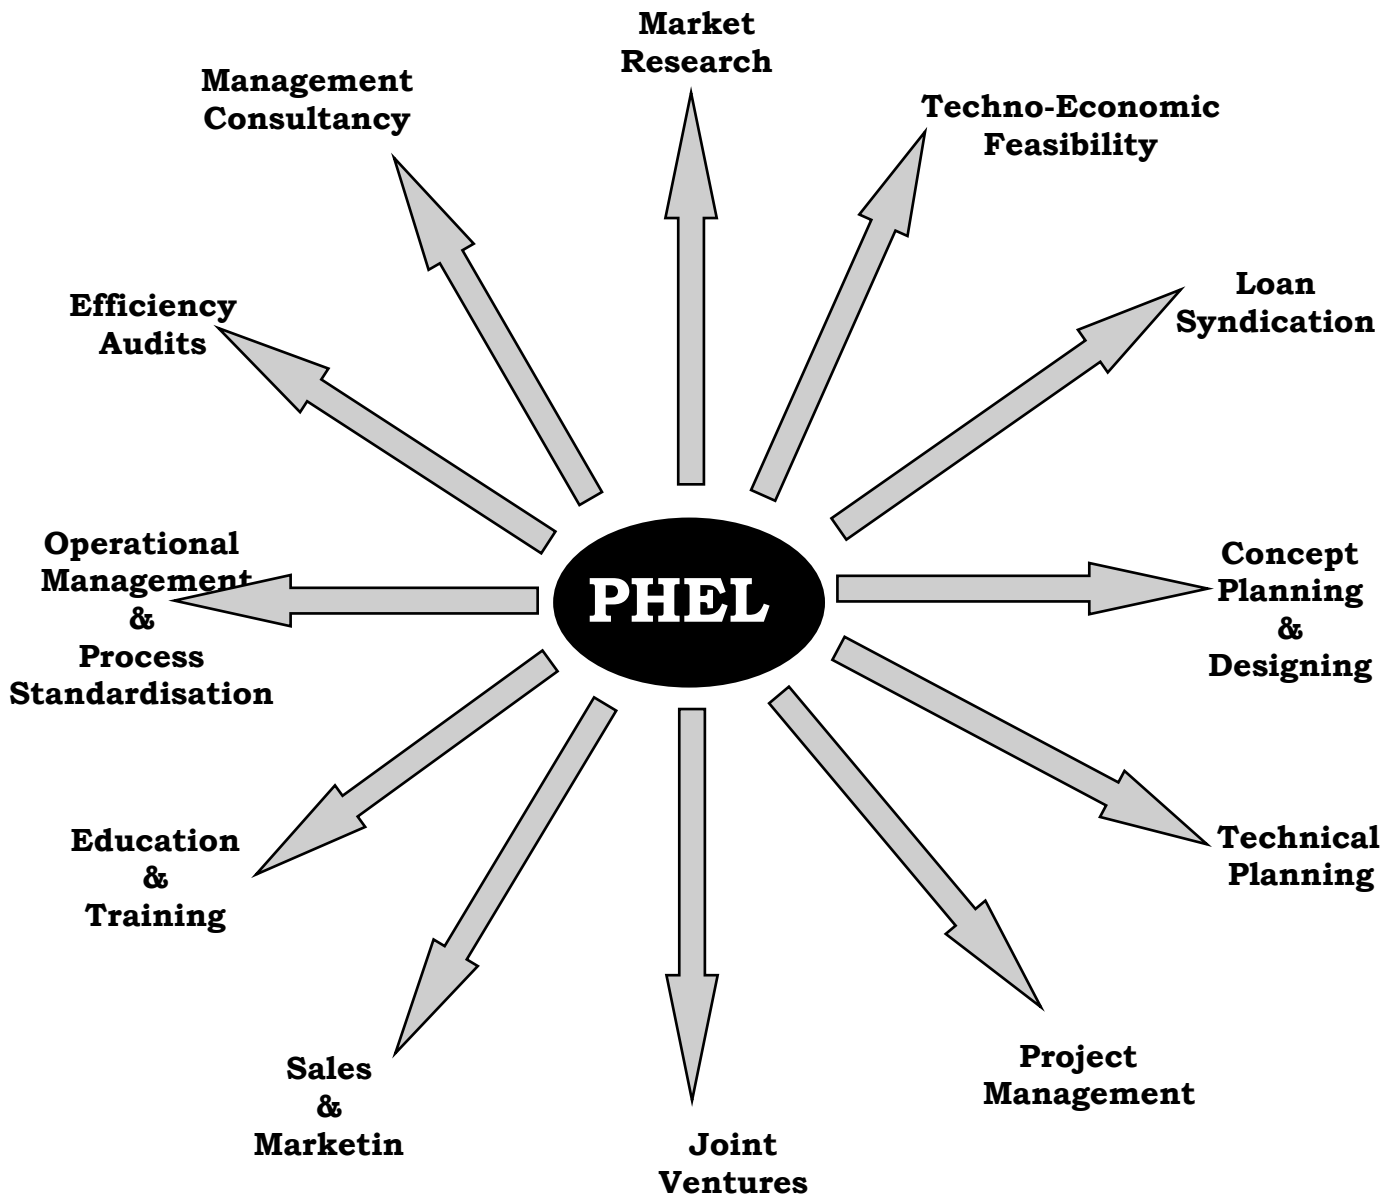 Market
Research
Management
Consultancy
Techno-Economic
Feasibility
Efficiency
Audits
Loan
Syndication
Operational
Management
&
Process
Standardisation
PHEL
Concept
Planning
&
Designing
Education
&
Training
Technical
Planning
Sales
&
Marketin
Project
Management
Joint
Ventures